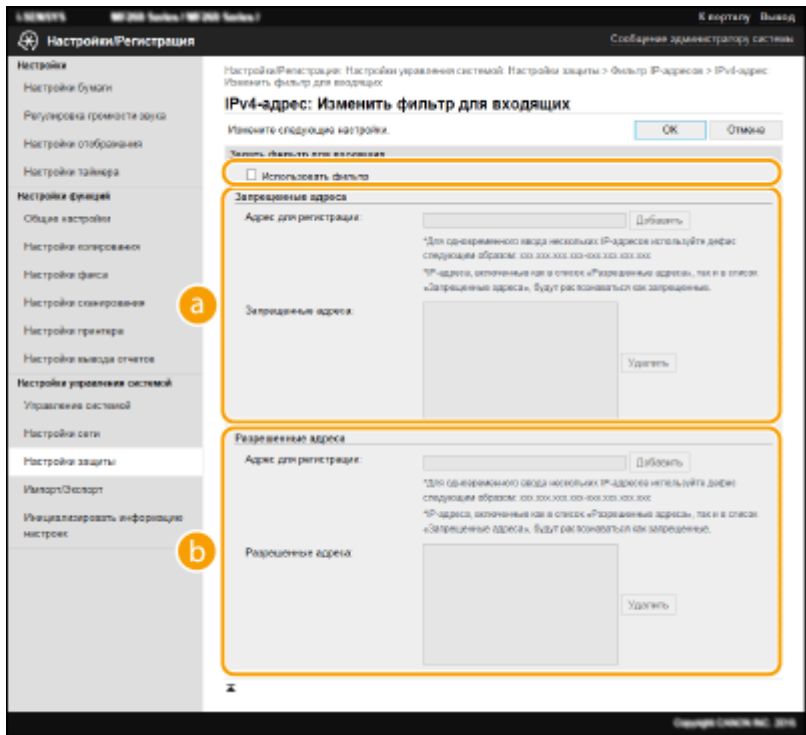 i-SENSYS
К порталу Выход
Настройки/Регистрация
Сообщение администратору системы
Настройки
Настройки бумаги
Регулировка громкости звука
Настройки отображения
Настройки таймера
Настройки функций
Общие настройки
Настройки копирования
Настройки факса
Настройки сканирования
Настройки принтера
Настройки вывода отчетов
Настройки управления системой
Управление системой
Настройки сети
Настройки защиты
Импорт/Экспорт
Инициализировать информацию
настроек
Настройка/Регистрация: Настройки управления системой: Настройки защиты > Фильтр IP-адресов > IPv4-адрес:
Изменить фильтр для входящих
IPv4-адрес: Изменить фильтр для входящих
Измените следующие настройки.
OK Отмена
фильтр для входящих
Использовать фильтр
a
Запрещенные адреса
Адрес для регистрации:
Добавить
*Для одновременного ввода нескольких IP-адресов используйте дефис
следующим образом: xxx.xxx.xxx.xxx-xxx.xxx.xxx.xxx
*IP-адреса, включенные как в список «Разрешенные адреса», так и в список
«Запрещенные адреса», будут распознаваться как запрещенные.
Запрещенные адреса:
Удалить
b
Разрешенные адреса
Адрес для регистрации:
Добавить
*Для одновременного ввода нескольких IP-адресов используйте дефис
следующим образом: xxx.xxx.xxx.xxx-xxx.xxx.xxx.xxx
*IP-адреса, включенные как в список «Разрешенные адреса», так и в список
«Запрещенные адреса», будут распознаваться как запрещенные.
Разрешенные адреса:
Удалить
Copyright CANON INC. 2016